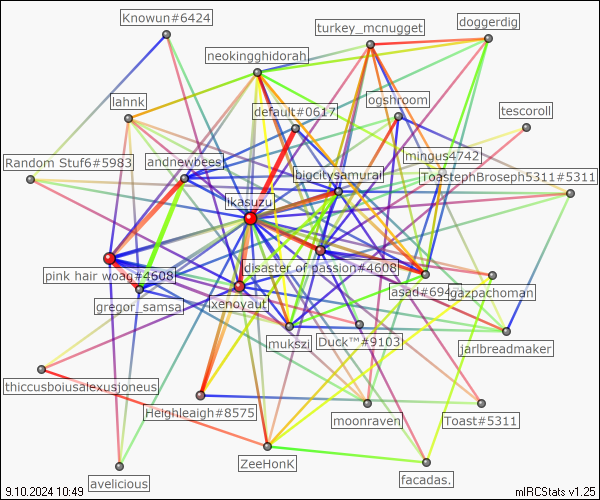 Knowun#6424
doggerdig
turkey_mcnugget
neokingghidorah
lahnk
default#0617
ogshroom
tescoroll
Random Stuf6#5983
andnewbees
mingus4742
bigcitysamurai
ToastephBroseph5311#5311
ikasuzu
pink hair woag#4608
disaster of passion#4608
gregor_samsa
xenoyaut
asad#694
gazpachoman
mukszi
Duck™#9103
jarlbreadmaker
thiccusboiusalexusjoneus
Heighleaigh#8575
moonraven
Toast#5311
ZeeHonK
avelicious
facadas.
9.10.2024 10:49
mIRCStats v1.25